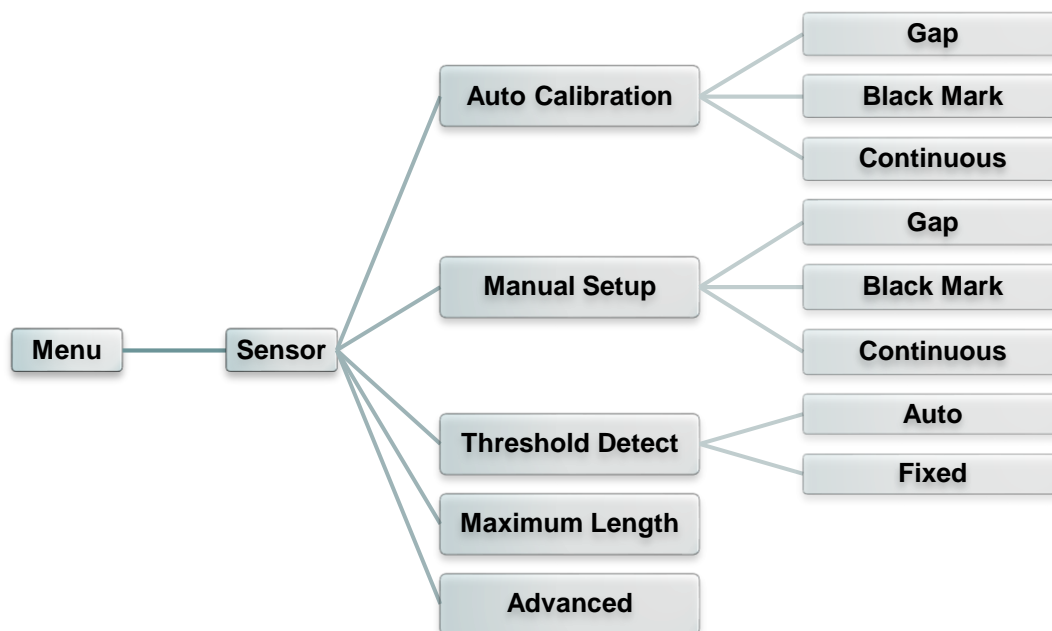 Menu
Sensor
Auto Calibration
Gap
Black Mark
Continuous
Manual Setup
Gap
Black Mark
Continuous
Threshold Detect
Auto
Fixed
Maximum Length
Advanced